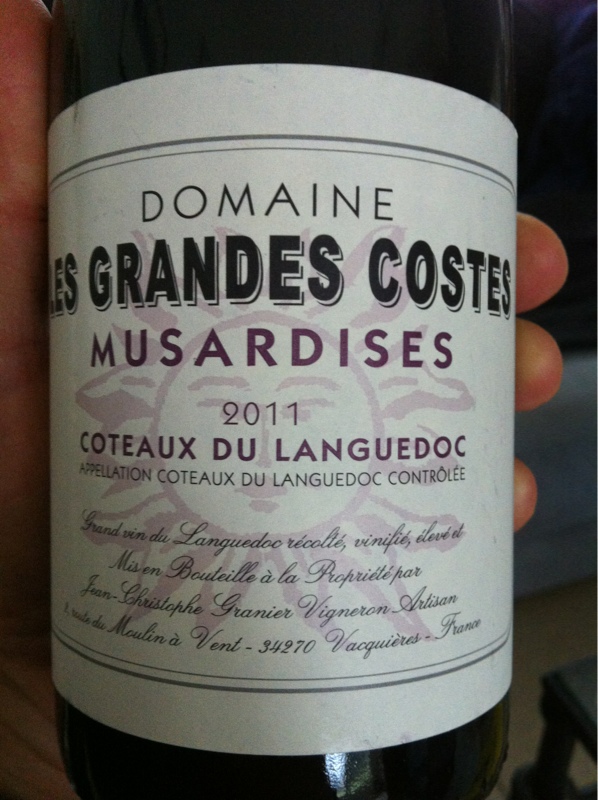 DOMAINE
LES GRANDES COSTES
MUSARDISES
2011
COTEAUX DU LANGUEDOC
APPELLATION COTEAUX DU LANGUEDOC CONTRÔLÉE
Grand vin du Languedoc récolté, vinifié, élevé et
Mis en Bouteille à la Propriété par
Jean-Christophe Granier Vigneron-Artisan
route du Moulin à Vent - 34270 Vacquières - France